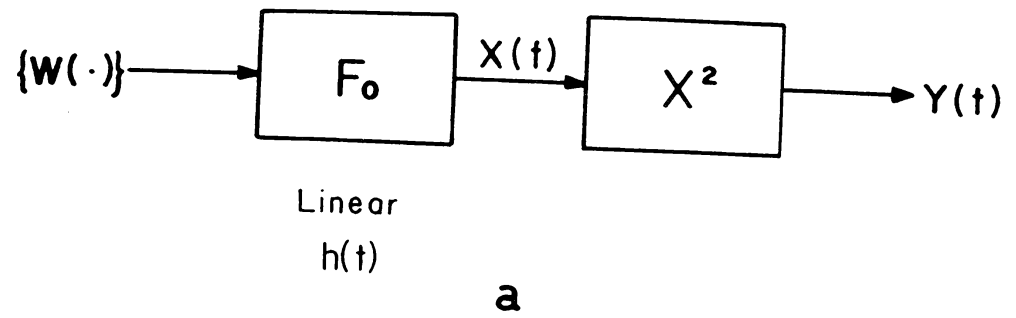 {W(·)}
F₀
X(t)
X²
Y(t)
Linear
h(t)
a